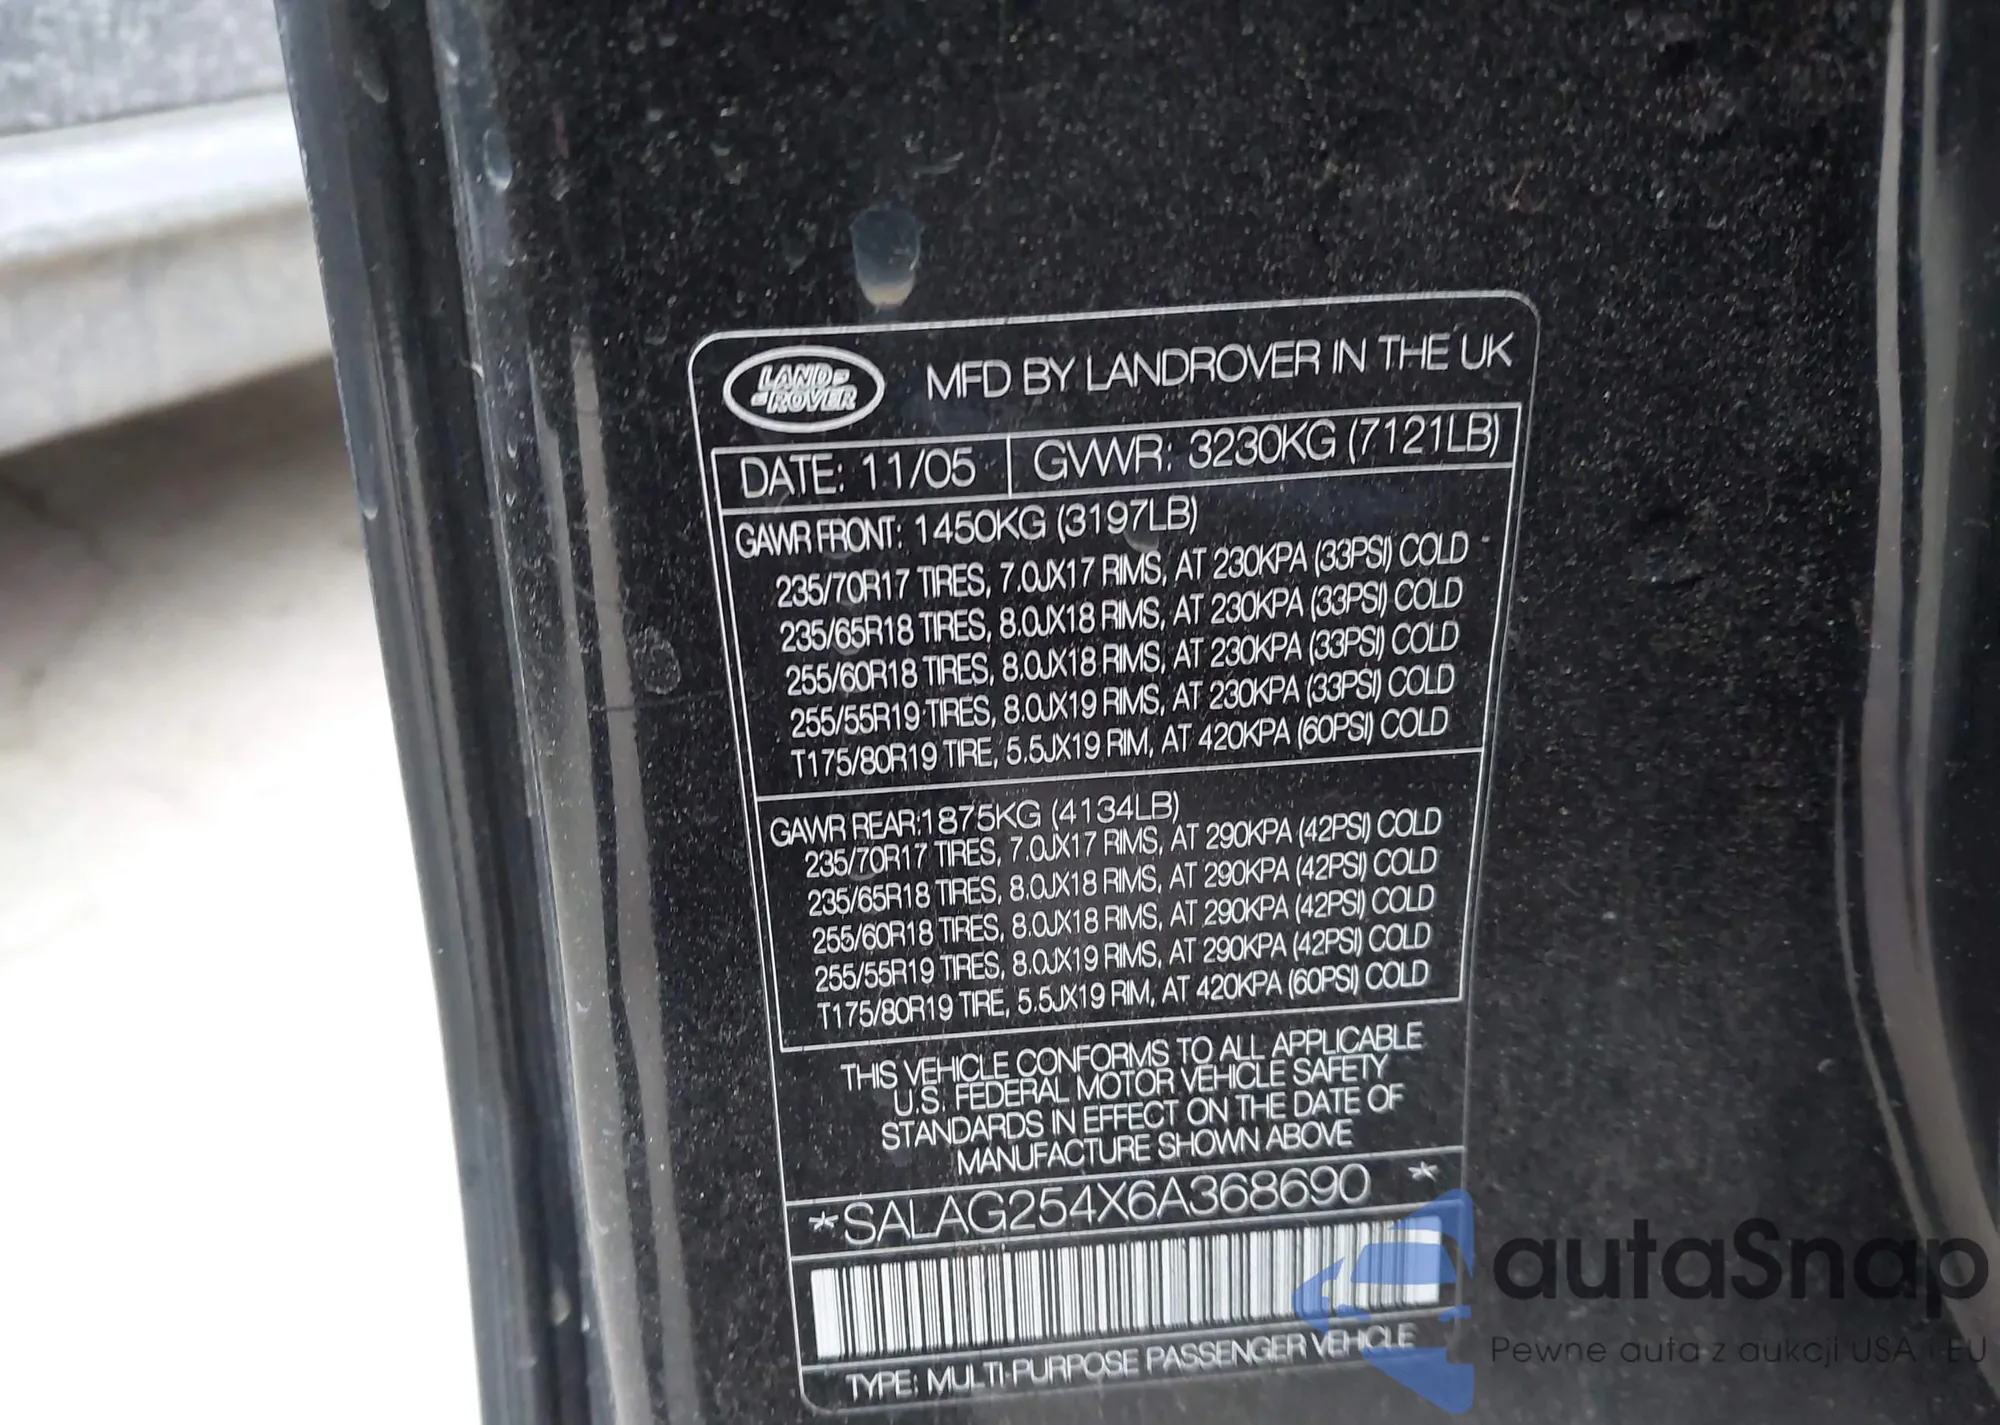 LAND-
-ROVER
MFD BY LANDROVER IN THE UK
DATE: 11/05 GVWR: 3230KG (7121LB)
GAWR FRONT: 1450KG (3197LB)
235/70R17 TIRES, 7.0JX17 RIMS, AT 230KPA (33PSI) COLD
235/65R18 TIRES, 8.0JX18 RIMS, AT 230KPA (33PSI) COLD
255/60R18 TIRES, 8.0JX18 RIMS, AT 230KPA (33PSI) COLD
255/55R19 TIRES, 8.0JX19 RIMS, AT 230KPA (33PSI) COLD
T175/80R19 TIRE, 5.5JX19 RIM, AT 420KPA (60PSI) COLD
GAWR REAR:1875KG (4134LB)
235/70R17 TIRES, 7.0JX17 RIMS, AT 290KPA (42PSI) COLD
235/65R18 TIRES, 8.0JX18 RIMS, AT 290KPA (42PSI) COLD
255/60R18 TIRES, 8.0JX18 RIMS, AT 290KPA (42PSI) COLD
255/55R19 TIRES, 8.0JX19 RIMS, AT 290KPA (42PSI) COLD
T175/80R19 TIRE, 5.5JX19 RIM, AT 420KPA (60PSI) COLD
THIS VEHICLE CONFORMS TO ALL APPLICABLE
U.S. FEDERAL MOTOR VEHICLE SAFETY
STANDARDS IN EFFECT ON THE DATE OF
MANUFACTURE SHOWN ABOVE
*SALAG254X6A368690 *
TYPE: MULTI-PURPOSE PASSENGER VEHICLE
autaSnap
Pewne auta z aukcji USA i EU